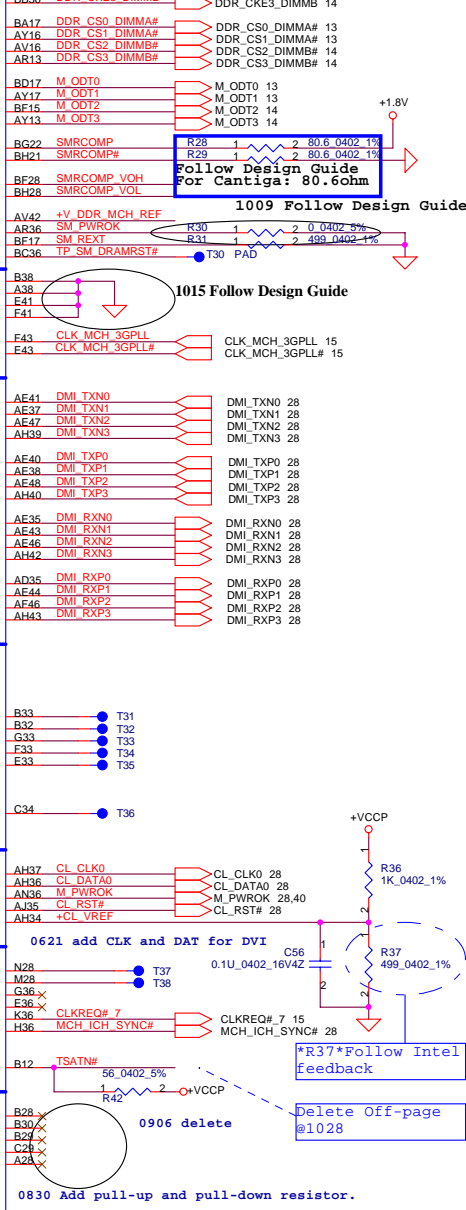 DDR_CKE3_DIMMB 14
BA17 DDR_CS0_DIMMA# DDR_CS0_DIMMA# 13
AY16 DDR_CS1_DIMMA# DDR_CS1_DIMMA# 13
AV16 DDR_CS2_DIMMB# DDR_CS2_DIMMB# 14
AR13 DDR_CS3_DIMMB# DDR_CS3_DIMMB# 14
BD17 M_ODT0 M_ODT0 13
AY17 M_ODT1 M_ODT1 13
BF15 M_ODT2 M_ODT2 14
AY13 M_ODT3 M_ODT3 14
+1.8V
BG22 SMRCOMP R28 1 2 80.6_0402_1%
BH21 SMRCOMP# R29 1 2 80.6_0402_1%
Follow Design Guide
For Cantiga: 80.6ohm
BF28 SMRCOMP_VOH
BH28 SMRCOMP_VOL
1009 Follow Design Guide
AV42 +V_DDR_MCH_REF
AR36 SM_PWROK R30 1 2 0_0402_5%
BF17 SM_REXT R31 1 2 499_0402_1%
BC36 TP_SM_DRAMRST# T30 PAD
B38
A38
E41
F41
1015 Follow Design Guide
F43 CLK_MCH_3GPLL CLK_MCH_3GPLL 15
E43 CLK_MCH_3GPLL# CLK_MCH_3GPLL# 15
AE41 DMI_TXN0 DMI_TXN0 28
AE37 DMI_TXN1 DMI_TXN1 28
AE47 DMI_TXN2 DMI_TXN2 28
AH39 DMI_TXN3 DMI_TXN3 28
AE40 DMI_TXP0 DMI_TXP0 28
AE38 DMI_TXP1 DMI_TXP1 28
AE48 DMI_TXP2 DMI_TXP2 28
AH40 DMI_TXP3 DMI_TXP3 28
AE35 DMI_RXN0 DMI_RXN0 28
AE43 DMI_RXN1 DMI_RXN1 28
AE46 DMI_RXN2 DMI_RXN2 28
AH42 DMI_RXN3 DMI_RXN3 28
AD35 DMI_RXP0 DMI_RXP0 28
AE44 DMI_RXP1 DMI_RXP1 28
AF46 DMI_RXP2 DMI_RXP2 28
AH43 DMI_RXP3 DMI_RXP3 28
B33 T31
B32 T32
G33 T33
F33 T34
E33 T35
C34 T36
+VCCP
AH37 CL_CLK0 CL_CLK0 28
AH36 CL_DATA0 CL_DATA0 28
AN36 M_PWROK M_PWROK 28,40
AJ35 CL_RST# CL_RST# 28
AH34 +CL_VREF
1
R36
1K_0402_1%
2
0621 add CLK and DAT for DVI
1
C56
0.1U_0402_16V4Z
2
1
R37
499_0402_1%
2
N28 T37
M28 T38
G36
E36
K36 CLKREQ#_7 CLKREQ#_7 15
H36 MCH_ICH_SYNC# MCH_ICH_SYNC# 28
*R37*Follow Intel
feedback
B12 TSATN#
56_0402_5%
1 2 +VCCP
R42
Delete Off-page
@1028
0906 delete
B28
B30
B29
C29
A28
0830 Add pull-up and pull-down resistor.